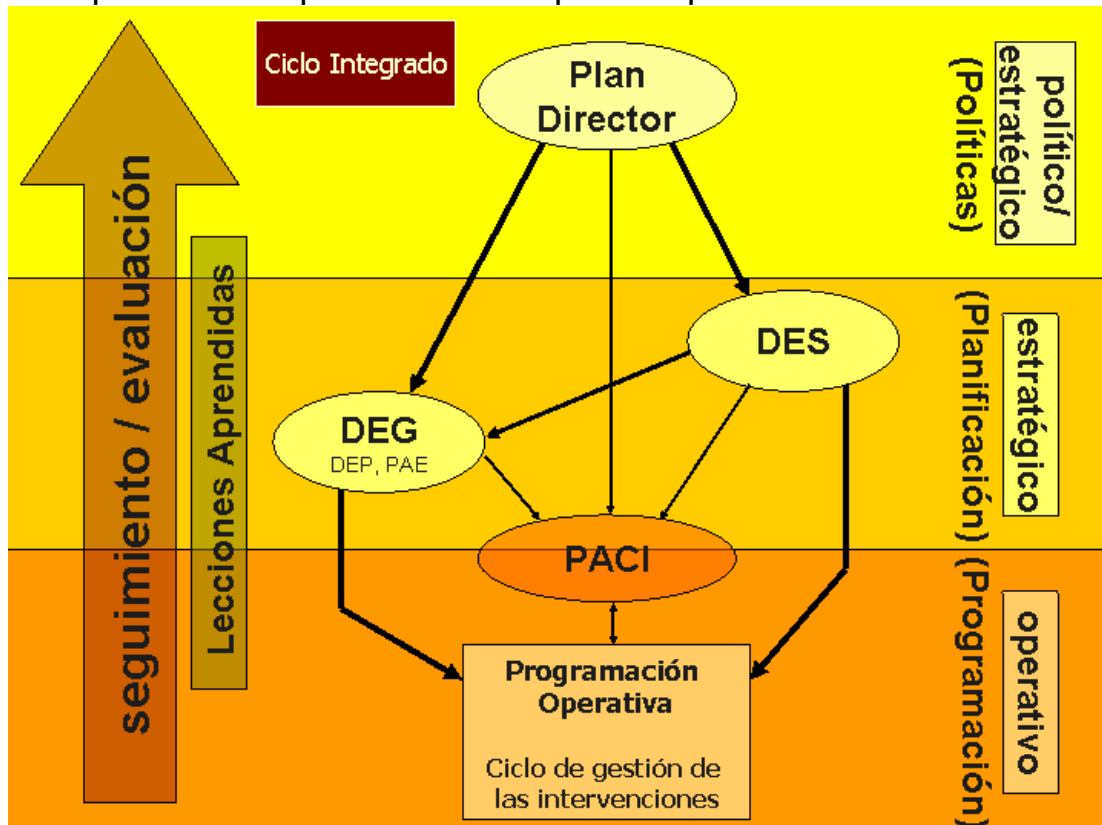 Ciclo Integrado
Plan
Director
político/
estratégico
(Políticas)
seguimiento / evaluación
Lecciones Aprendidas
DES
estratégico
(Planificación)
DEG
DEP, PAE
PACI
operativo
(Programación)
Programación
Operativa
Ciclo de gestión de
las intervenciones